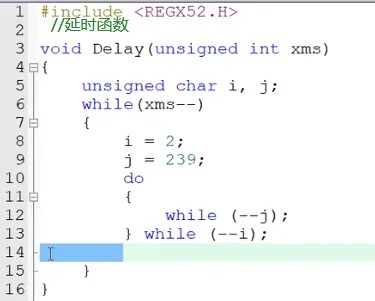 1 #include <REGX52.H>
2 //延时函数
3 void Delay(unsigned int xms)
4 {
5 unsigned char i, j;
6 while(xms--)
7 {
8 i = 2;
9 j = 239;
10 do
11 {
12 while (--j);
13 } while (--i);
14
15 }
16 }